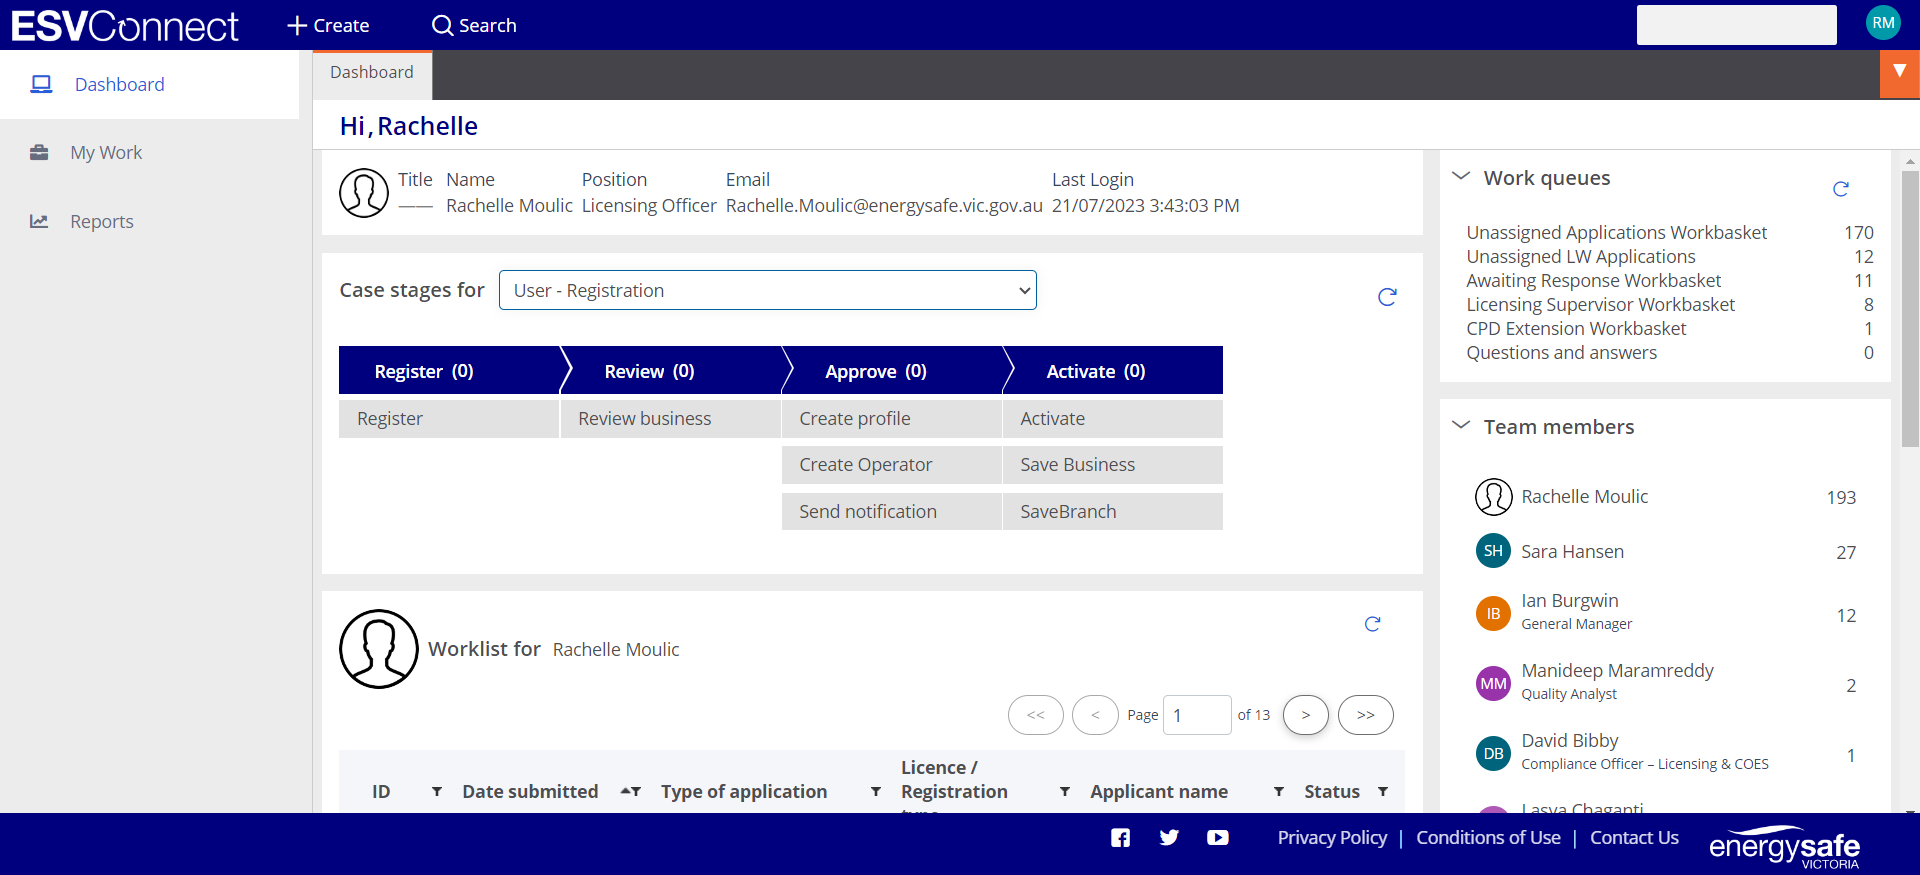 ESVConnect
Create
Search
RM
Dashboard
My Work
Reports
Dashboard
Hi, Rachelle
Title Name Position Email Last Login
–– Rachelle Moulic Licensing Officer Rachelle.Moulic@energysafe.vic.gov.au 21/07/2023 3:43:03 PM
Case stages for User - Registration
Register (0) Review (0) Approve (0) Activate (0)
Register Review business Create profile Activate
Create Operator Save Business
Send notification SaveBranch
Worklist for Rachelle Moulic
<< < Page 1 of 13 > >>
ID Date submitted Type of application Licence / Registration Applicant name Status
Work queues
Unassigned Applications Workbasket 170
Unassigned LW Applications 12
Awaiting Response Workbasket 11
Licensing Supervisor Workbasket 8
CPD Extension Workbasket 1
Questions and answers 0
Team members
Rachelle Moulic 193
SH Sara Hansen 27
IB Ian Burgwin 12
General Manager
MM Manideep Maramreddy 2
Quality Analyst
DB David Bibby 1
Compliance Officer – Licensing & COES
Lasya Chaganti
Privacy Policy | Conditions of Use | Contact Us
energysafe
VICTORIA